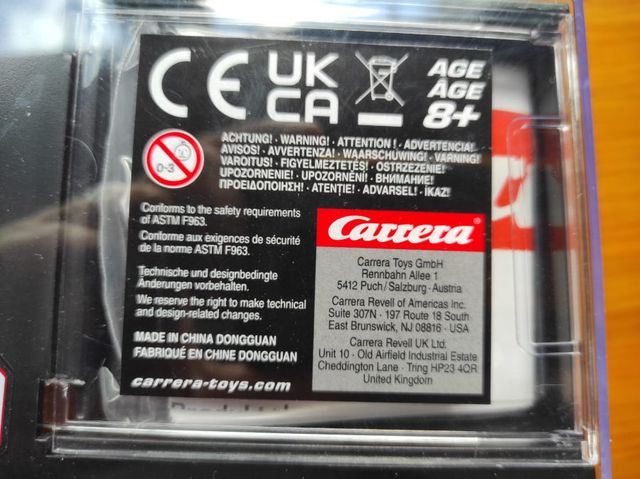 CE UK CA AGE
ÂGE
8+
0-3
ACHTUNG! · WARNING! · ATTENTION ! · ADVERTENCIA!
AVISOS! · AVVERTENZA! · WAARSCHUWING! · VARNING!
VAROITUS! · FIGYELMEZTETÉS! · OSTRZEŻENIE!
UPOZORNENIE! · UPOZORNĚNÍ! · ВНИМАНИЕ!
ΠΡΟΕΙΔΟΠΟΙΗΣΗ! · ATENŢIE! · ADVARSEL! · IKAZ!
Conforms to the safety requirements
of ASTM F963.
Conforme aux exigences de sécurité
de la norme ASTM F963.
Technische und designbedingte
Änderungen vorbehalten.
We reserve the right to make technical
and design-related changes.
MADE IN CHINA DONGGUAN
FABRIQUÉ EN CHINE DONGGUAN
carrera-toys.com
Carrera®
Carrera Toys GmbH
Rennbahn Allee 1
5412 Puch/Salzburg · Austria
Carrera Revell of Americas Inc.
Suite 307N · 197 Route 18 South
East Brunswick, NJ 08816 · USA
Carrera Revell UK Ltd.
Unit 10 · Old Airfield Industrial Estate
Cheddington Lane · Tring HP23 4QR
United Kingdom